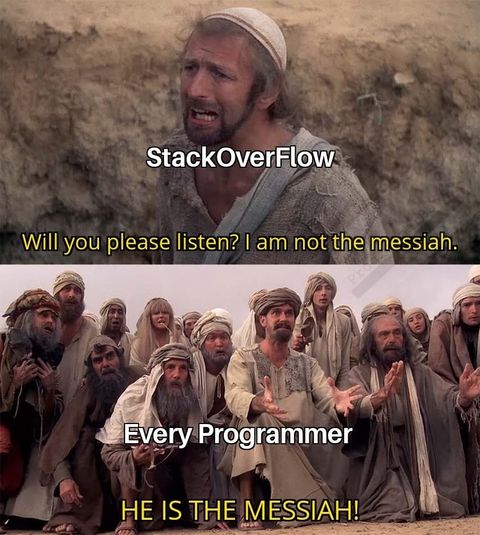 StackOverFlow
Will you please listen? I am not the messiah.
Every Programmer
HE IS THE MESSIAH!